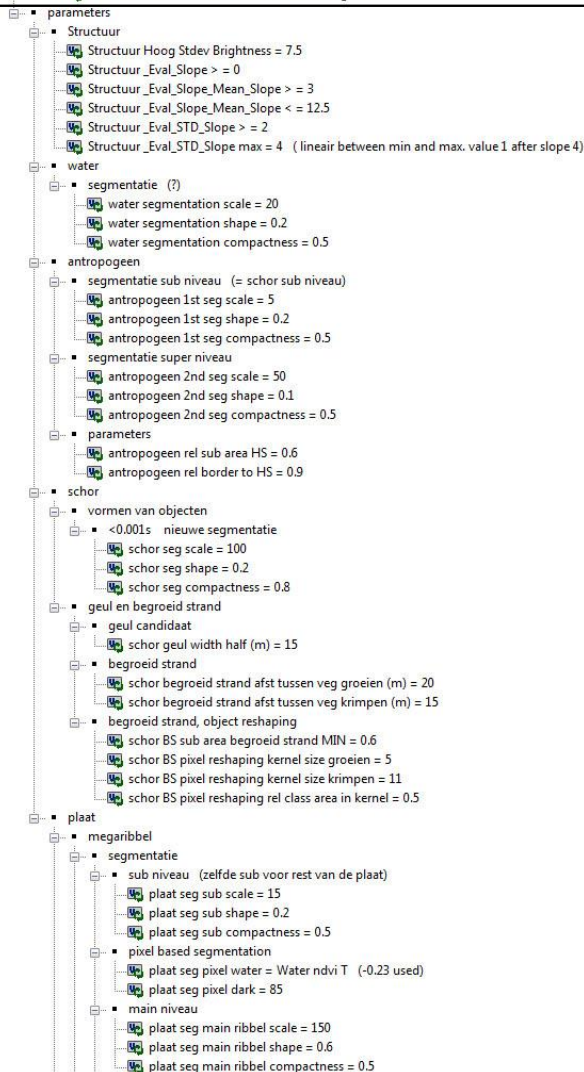 parameters
Structuur
Structuur Hoog Stdev Brightness = 7.5
Structuur _Eval_Slope > = 0
Structuur _Eval_Slope_Mean_Slope > = 3
Structuur _Eval_Slope_Mean_Slope < = 12.5
Structuur _Eval_STD_Slope > = 2
Structuur _Eval_STD_Slope max = 4 ( lineair between min and max. value 1 after slope 4)
water
segmentatie (?)
water segmentation scale = 20
water segmentation shape = 0.2
water segmentation compactness = 0.5
antropogeen
segmentatie sub niveau (= schor sub niveau)
antropogeen 1st seg scale = 5
antropogeen 1st seg shape = 0.2
antropogeen 1st seg compactness = 0.5
segmentatie super niveau
antropogeen 2nd seg scale = 50
antropogeen 2nd seg shape = 0.1
antropogeen 2nd seg compactness = 0.5
parameters
antropogeen rel sub area HS = 0.6
antropogeen rel border to HS = 0.9
schor
vormen van objecten
<0.001s nieuwe segmentatie
schor seg scale = 100
schor seg shape = 0.2
schor seg compactness = 0.8
geul en begroeid strand
geul candidaat
schor geul width half (m) = 15
begroeid strand
schor begroeid strand afst tussen veg groeien (m) = 20
schor begroeid strand afst tussen veg krimpen (m) = 15
begroeid strand, object reshaping
schor BS sub area begroeid strand MIN = 0.6
schor BS pixel reshaping kernel size groeien = 5
schor BS pixel reshaping kernel size krimpen = 11
schor BS pixel reshaping rel class area in kernel = 0.5
plaat
megaribbel
segmentatie
sub niveau (zelfde sub voor rest van de plaat)
plaat seg sub scale = 15
plaat seg sub shape = 0.2
plaat seg sub compactness = 0.5
pixel based segmentation
plaat seg pixel water = Water ndvi T (-0.23 used)
plaat seg pixel dark = 85
main niveau
plaat seg main ribbel scale = 150
plaat seg main ribbel shape = 0.6
plaat seg main ribbel compactness = 0.5